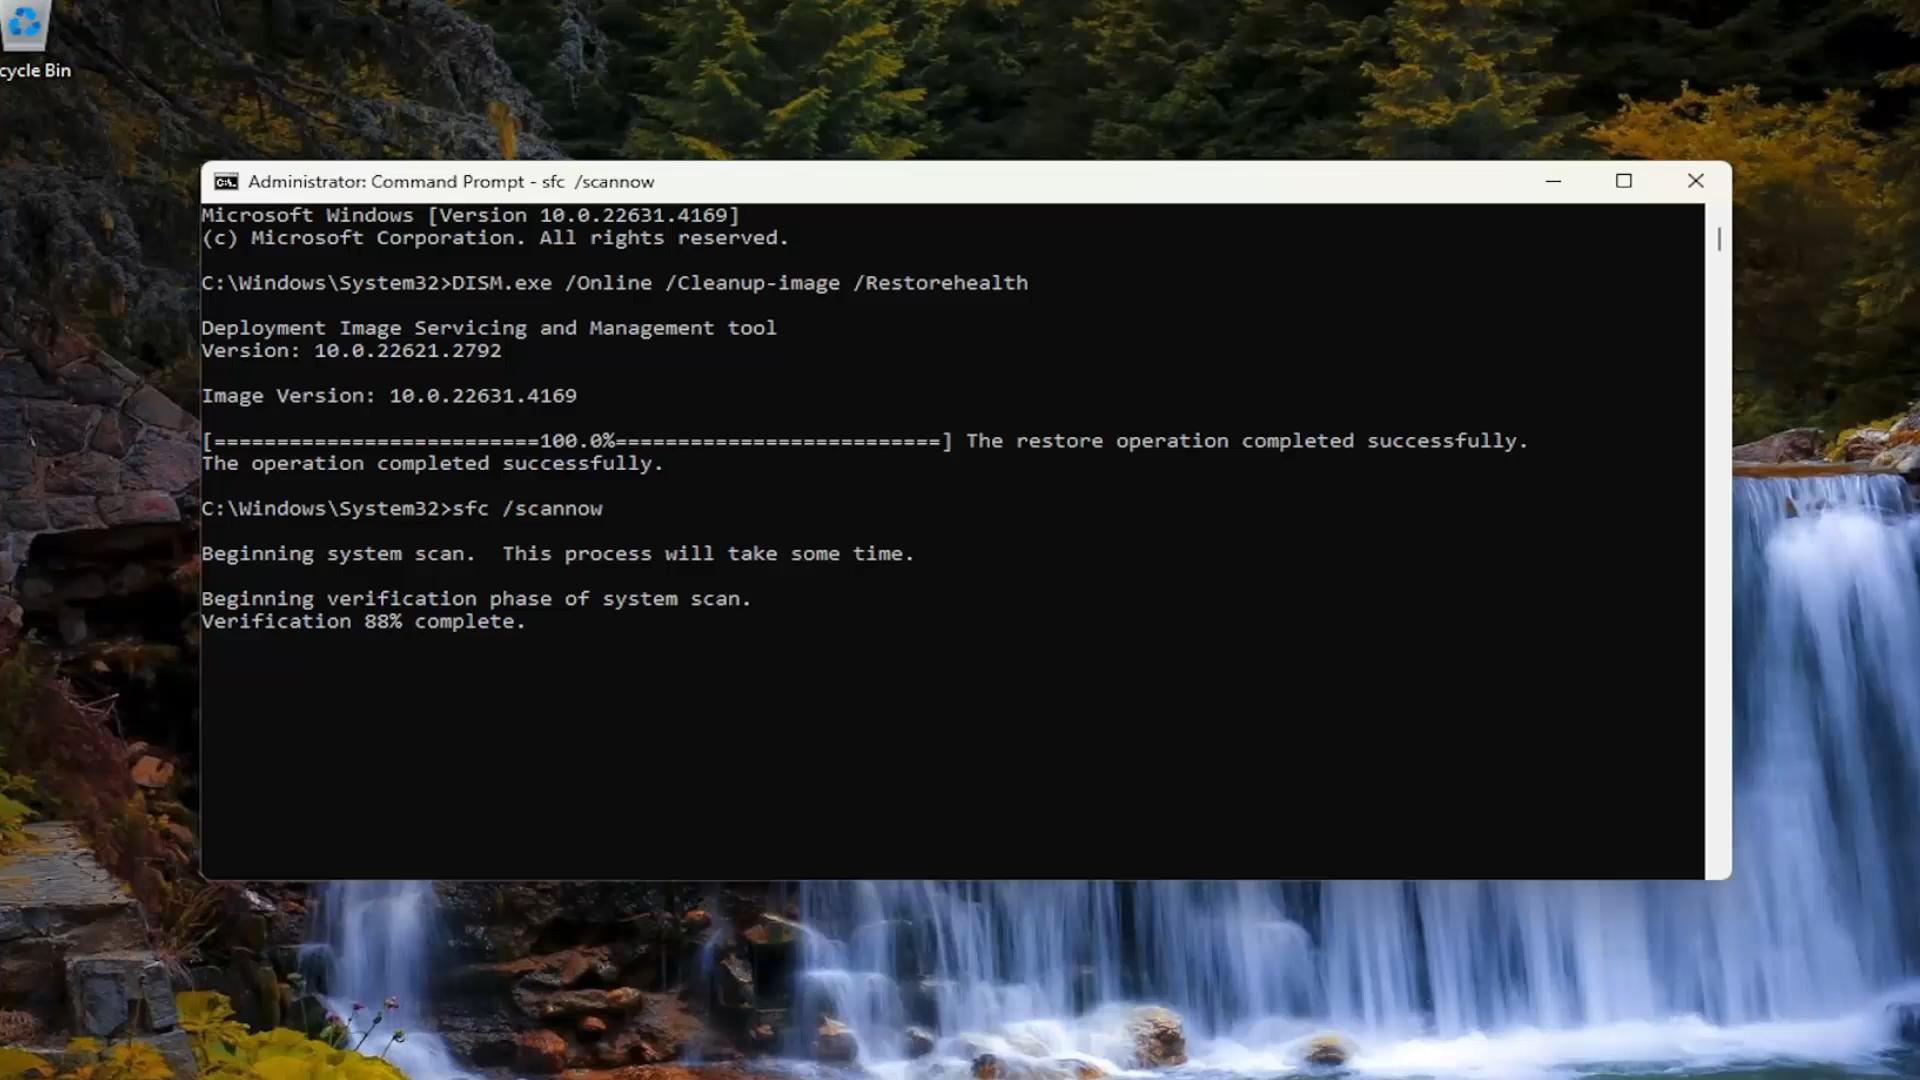 cycle Bin
Administrator: Command Prompt - sfc  /scannow
Microsoft Windows [Version 10.0.22631.4169]
(c) Microsoft Corporation. All rights reserved.
C:\Windows\System32>DISM.exe /Online /Cleanup-image /Restorehealth
Deployment Image Servicing and Management tool
Version: 10.0.22621.2792
Image Version: 10.0.22631.4169
[==========================100.0%==========================] The restore operation completed successfully.
The operation completed successfully.
C:\Windows\System32>sfc /scannow
Beginning system scan.  This process will take some time.
Beginning verification phase of system scan.
Verification 88% complete.